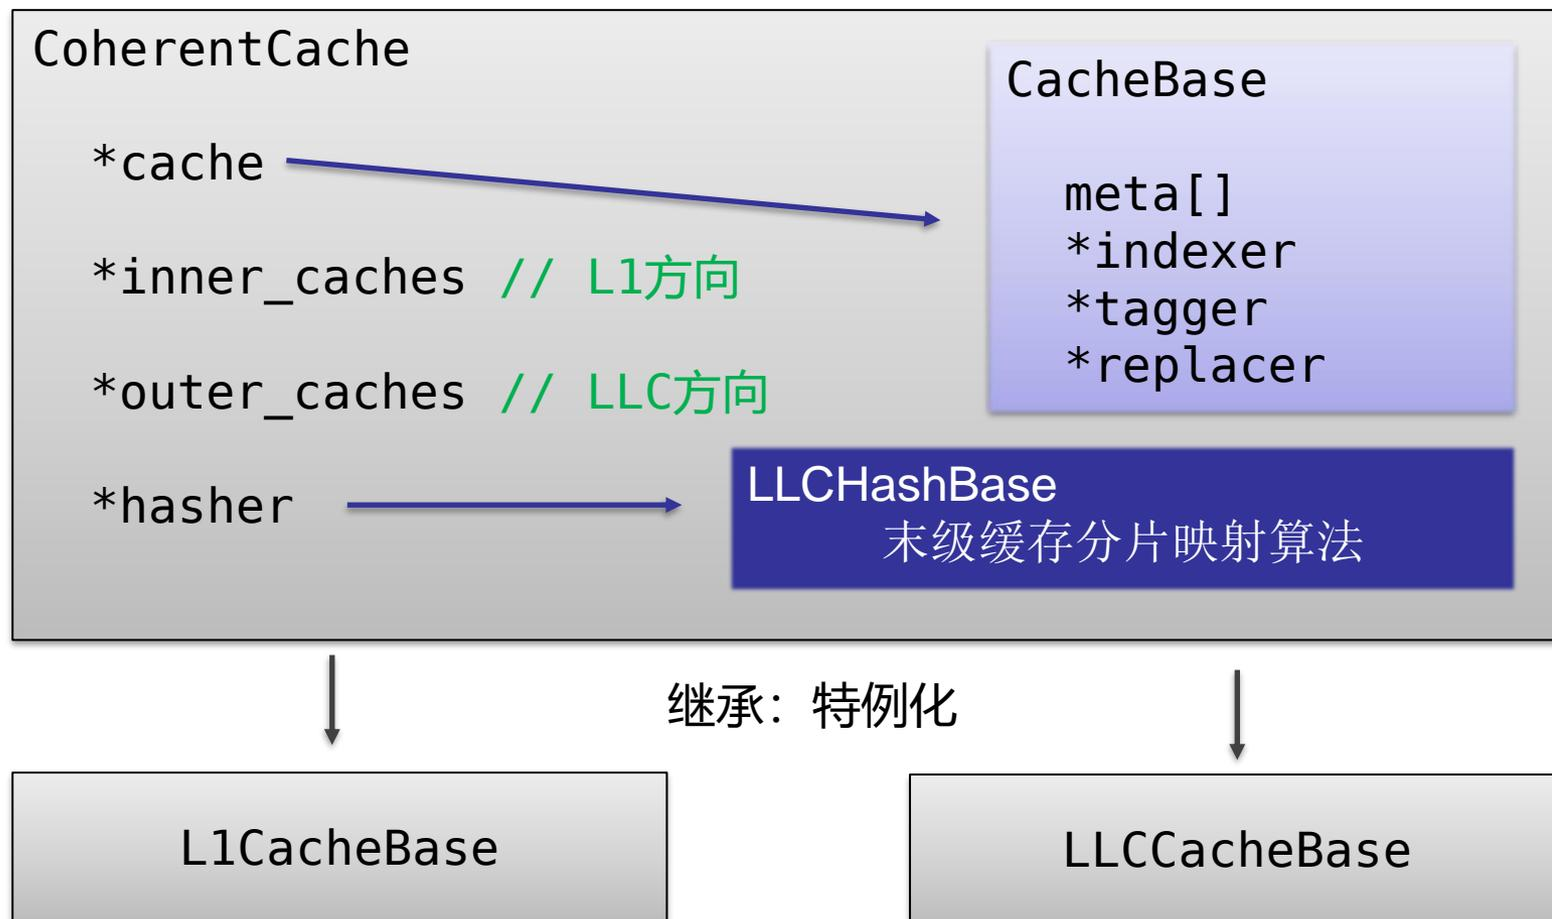 CoherentCache
*cache
*inner_caches // L1方向
*outer_caches // LLC方向
*hasher
CacheBase
meta[]
*indexer
*tagger
*replacer
LLCHashBase
末级缓存分片映射算法
继承：特例化
L1CacheBase
LLCCacheBase